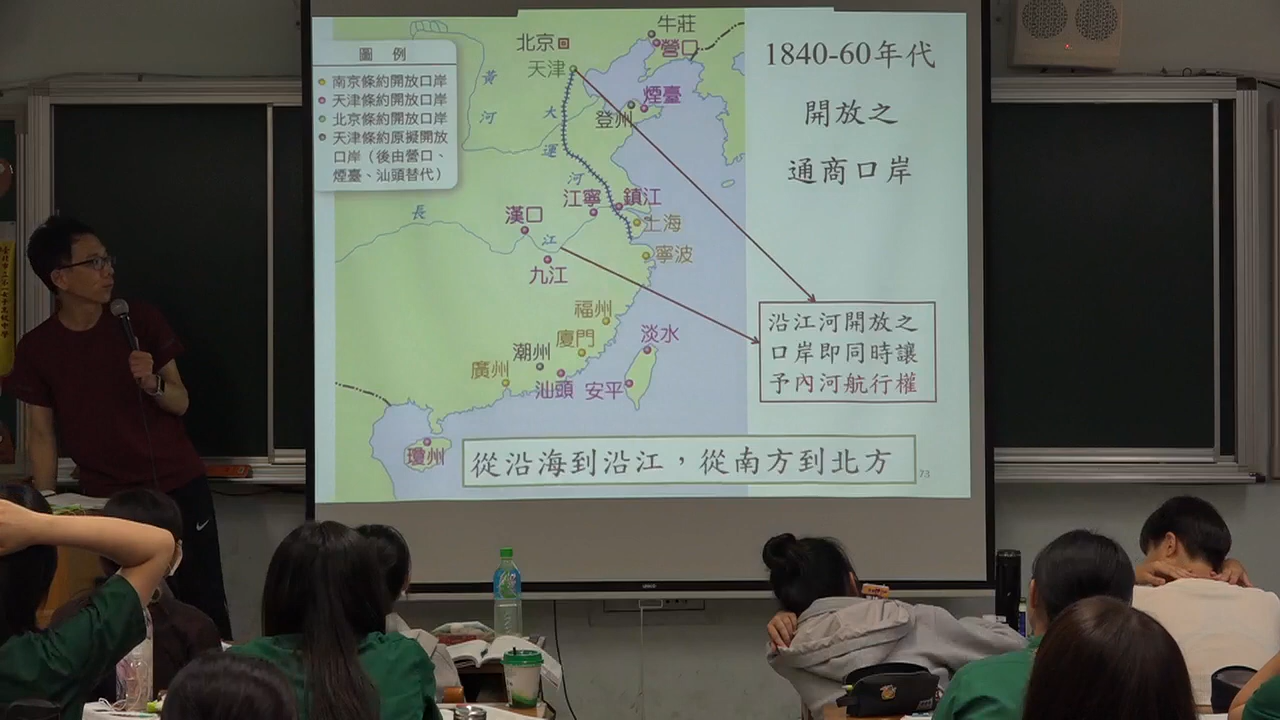 圖 例
南京條約開放口岸
天津條約開放口岸
北京條約開放口岸
天津條約原擬開放
口岸（後由營口、
煙臺、汕頭替代）
北京
天津
牛莊
營口
煙臺
登州
黃
河
大
運
河
江寧
鎮江
上海
寧波
長
江
漢口
九江
福州
廈門
潮州
廣州
汕頭
淡水
安平
瓊州
1840-60年代
開放之
通商口岸
沿江河開放之
口岸即同時讓
予內河航行權
從沿海到沿江，從南方到北方
73